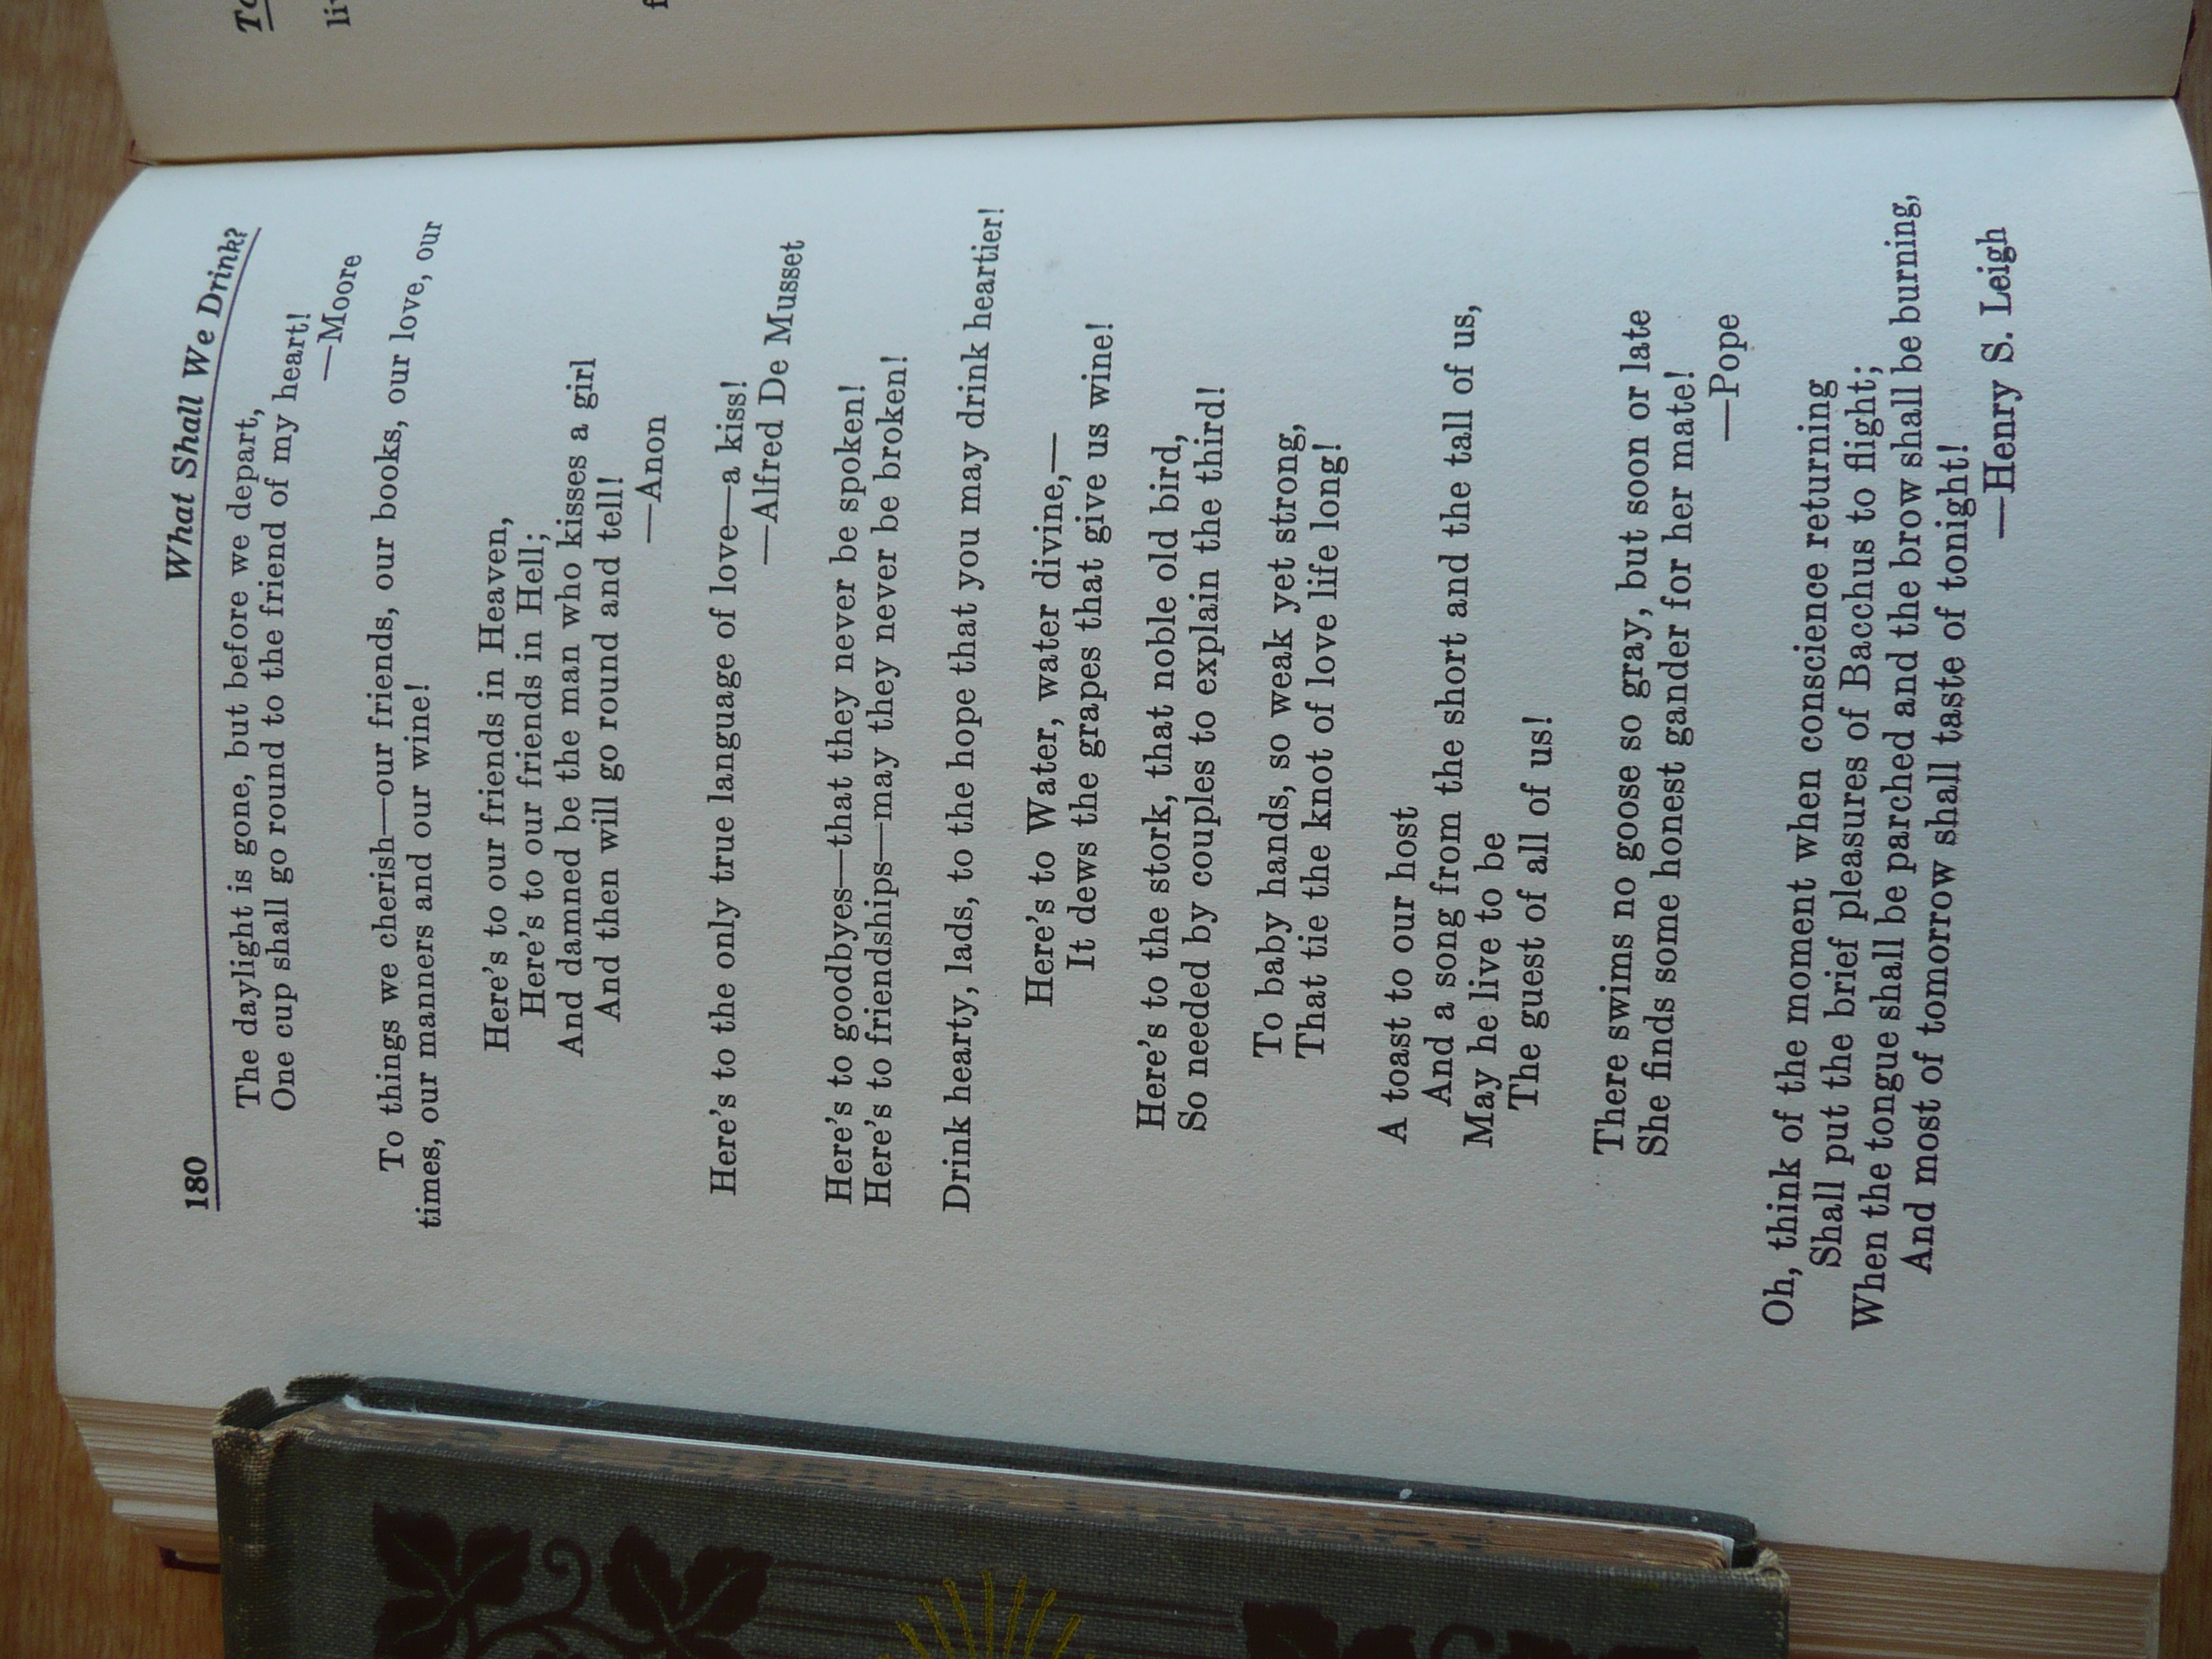 180 What Shall We Drink?
The daylight is gone, but before we depart,
One cup shall go round to the friend of my heart!
—Moore
To things we cherish—our friends, our books, our love, our
times, our manners and our wine!
Here's to our friends in Heaven,
Here's to our friends in Hell;
And damned be the man who kisses a girl
And then will go round and tell!
—Anon
Here's to the only true language of love—a kiss!
—Alfred De Musset
Here's to goodbyes—that they never be spoken!
Here's to friendships—may they never be broken!
Drink hearty, lads, to the hope that you may drink heartier!
Here's to Water, water divine,—
It dews the grapes that give us wine!
Here's to the stork, that noble old bird,
So needed by couples to explain the third!
To baby hands, so weak yet strong,
That tie the knot of love life long!
A toast to our host
And a song from the short and the tall of us,
May he live to be
The guest of all of us!
There swims no goose so gray, but soon or late
She finds some honest gander for her mate!
—Pope
Oh, think of the moment when conscience returning
Shall put the brief pleasures of Bacchus to flight;
When the tongue shall be parched and the brow shall be burning,
And most of tomorrow shall taste of tonight!
—Henry S. Leigh